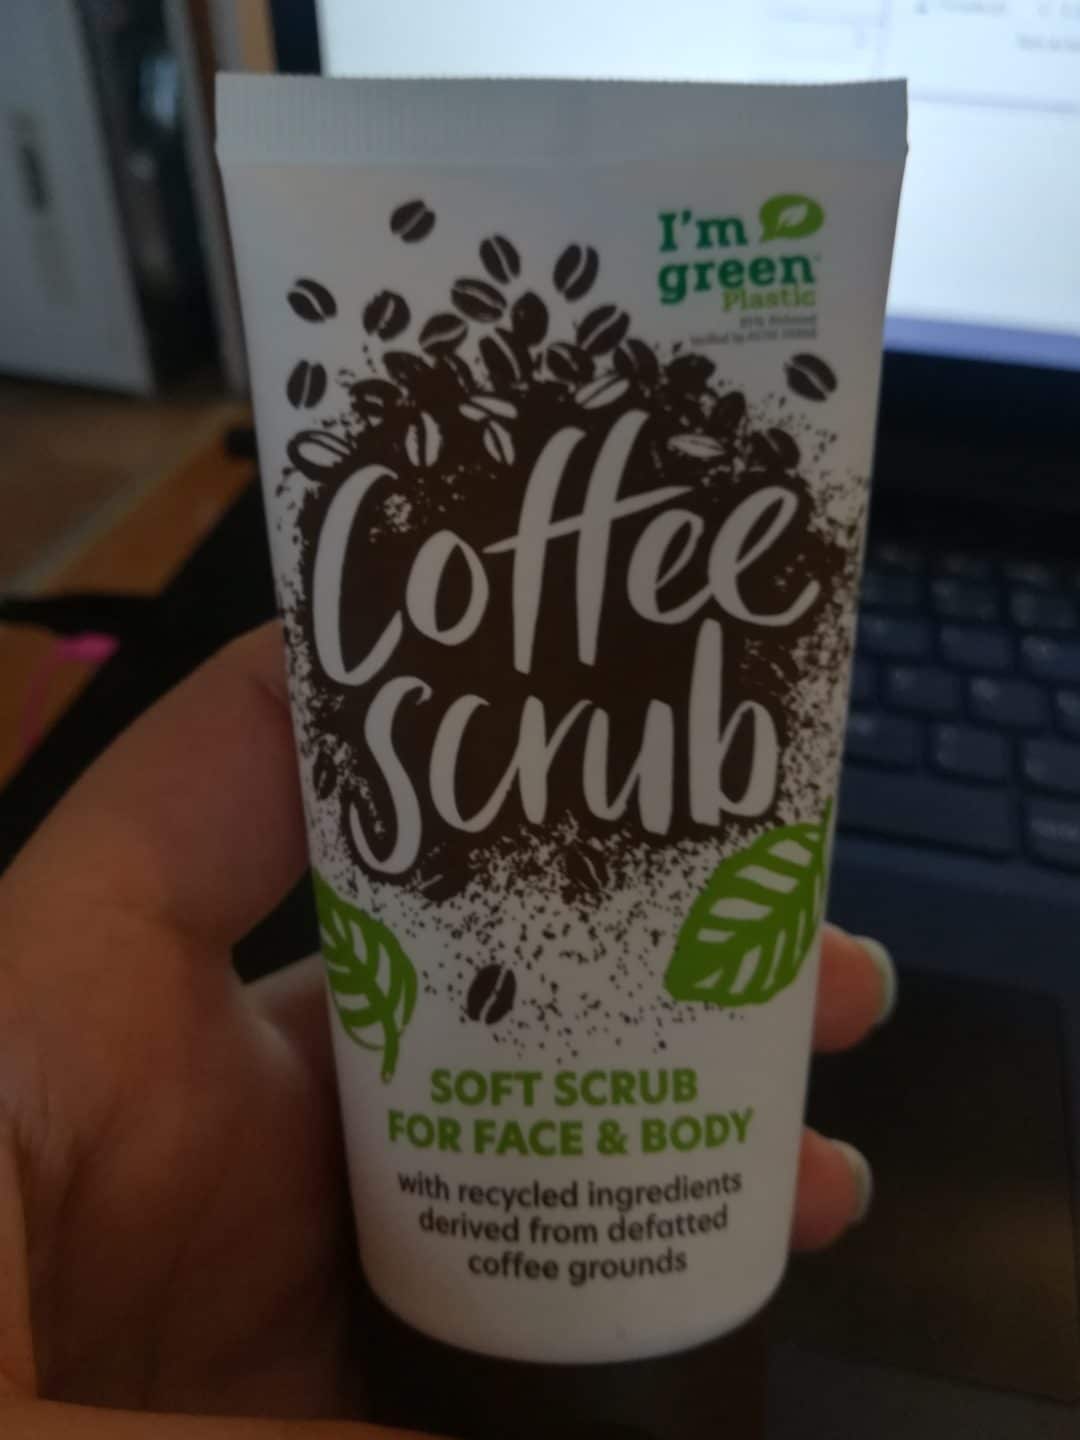 I'm
green
Plastic
Coffee
Scrub
SOFT SCRUB
FOR FACE & BODY
with recycled ingredients
derived from defatted
coffee grounds